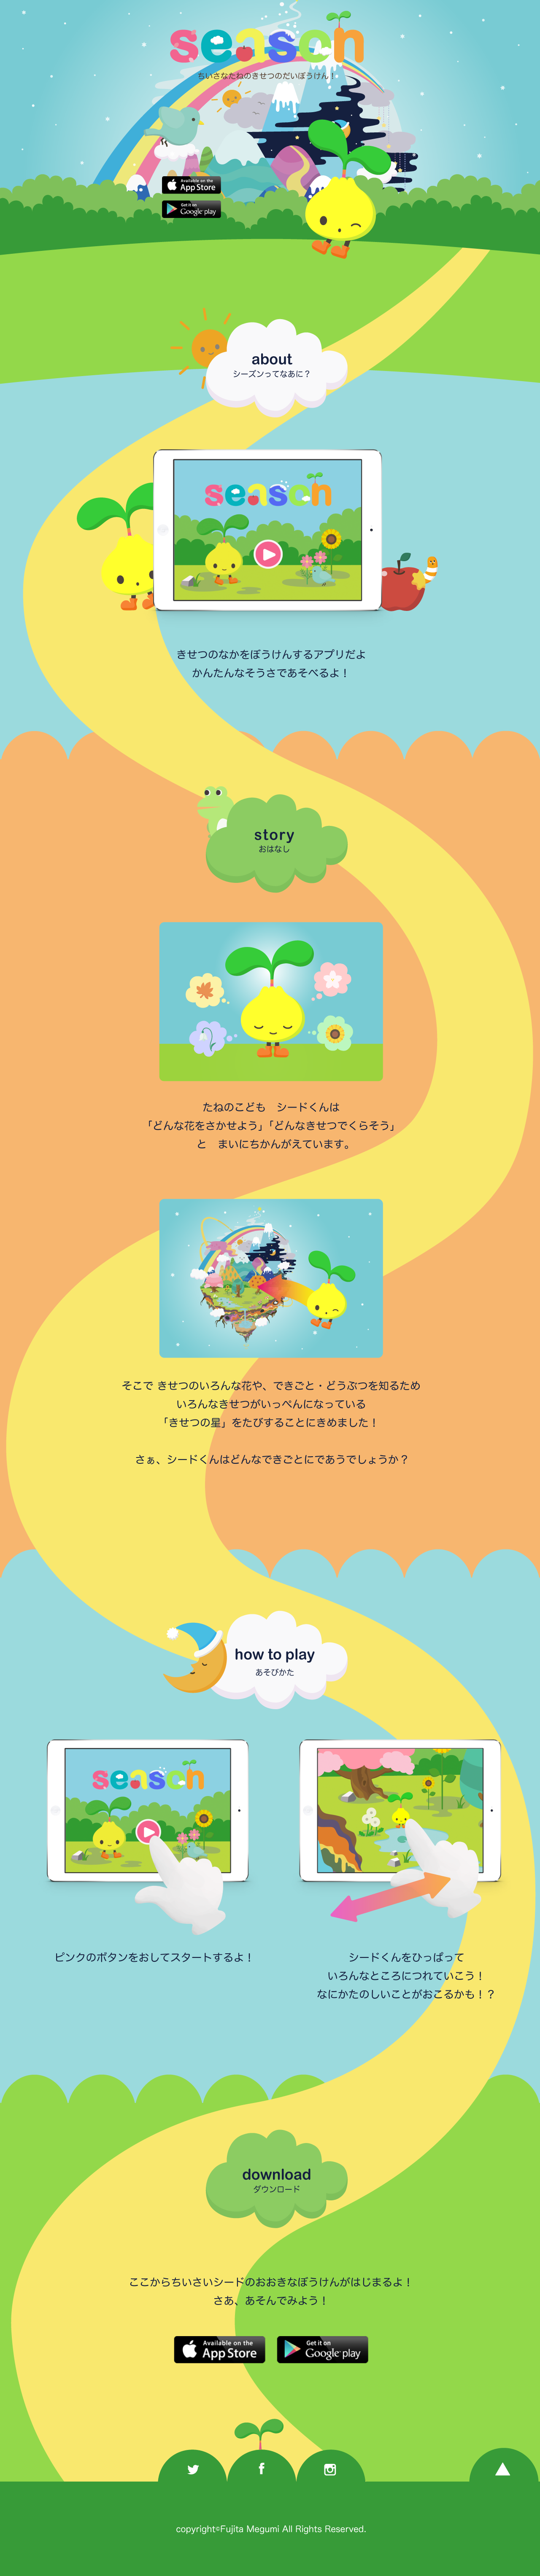 season
ちいさなたねのきせつのだいぼうけん！
Available on the
App Store
Get it on
Google play
about
シーズンってなあに？
season
きせつのなかをぼうけんするアプリだよ
かんたんなそうさであそべるよ！
story
おはなし
たねのこども　シードくんは
「どんな花をさかせよう」「どんなきせつでくらそう」
と　まいにちかんがえています。
そこで きせつのいろんな花や、できごと・どうぶつを知るため
いろんなきせつがいっぺんになっている
「きせつの星」をたびすることにきめました！
さぁ、シードくんはどんなできごとにであうでしょうか？
how to play
あそびかた
season
ピンクのボタンをおしてスタートするよ！
シードくんをひっぱって
いろんなところにつれていこう！
なにかたのしいことがおこるかも！？
download
ダウンロード
ここからちいさいシードのおおきなぼうけんがはじまるよ！
さあ、あそんでみよう！
Available on the
App Store
Get it on
Google play
copyright©Fujita Megumi All Rights Reserved.